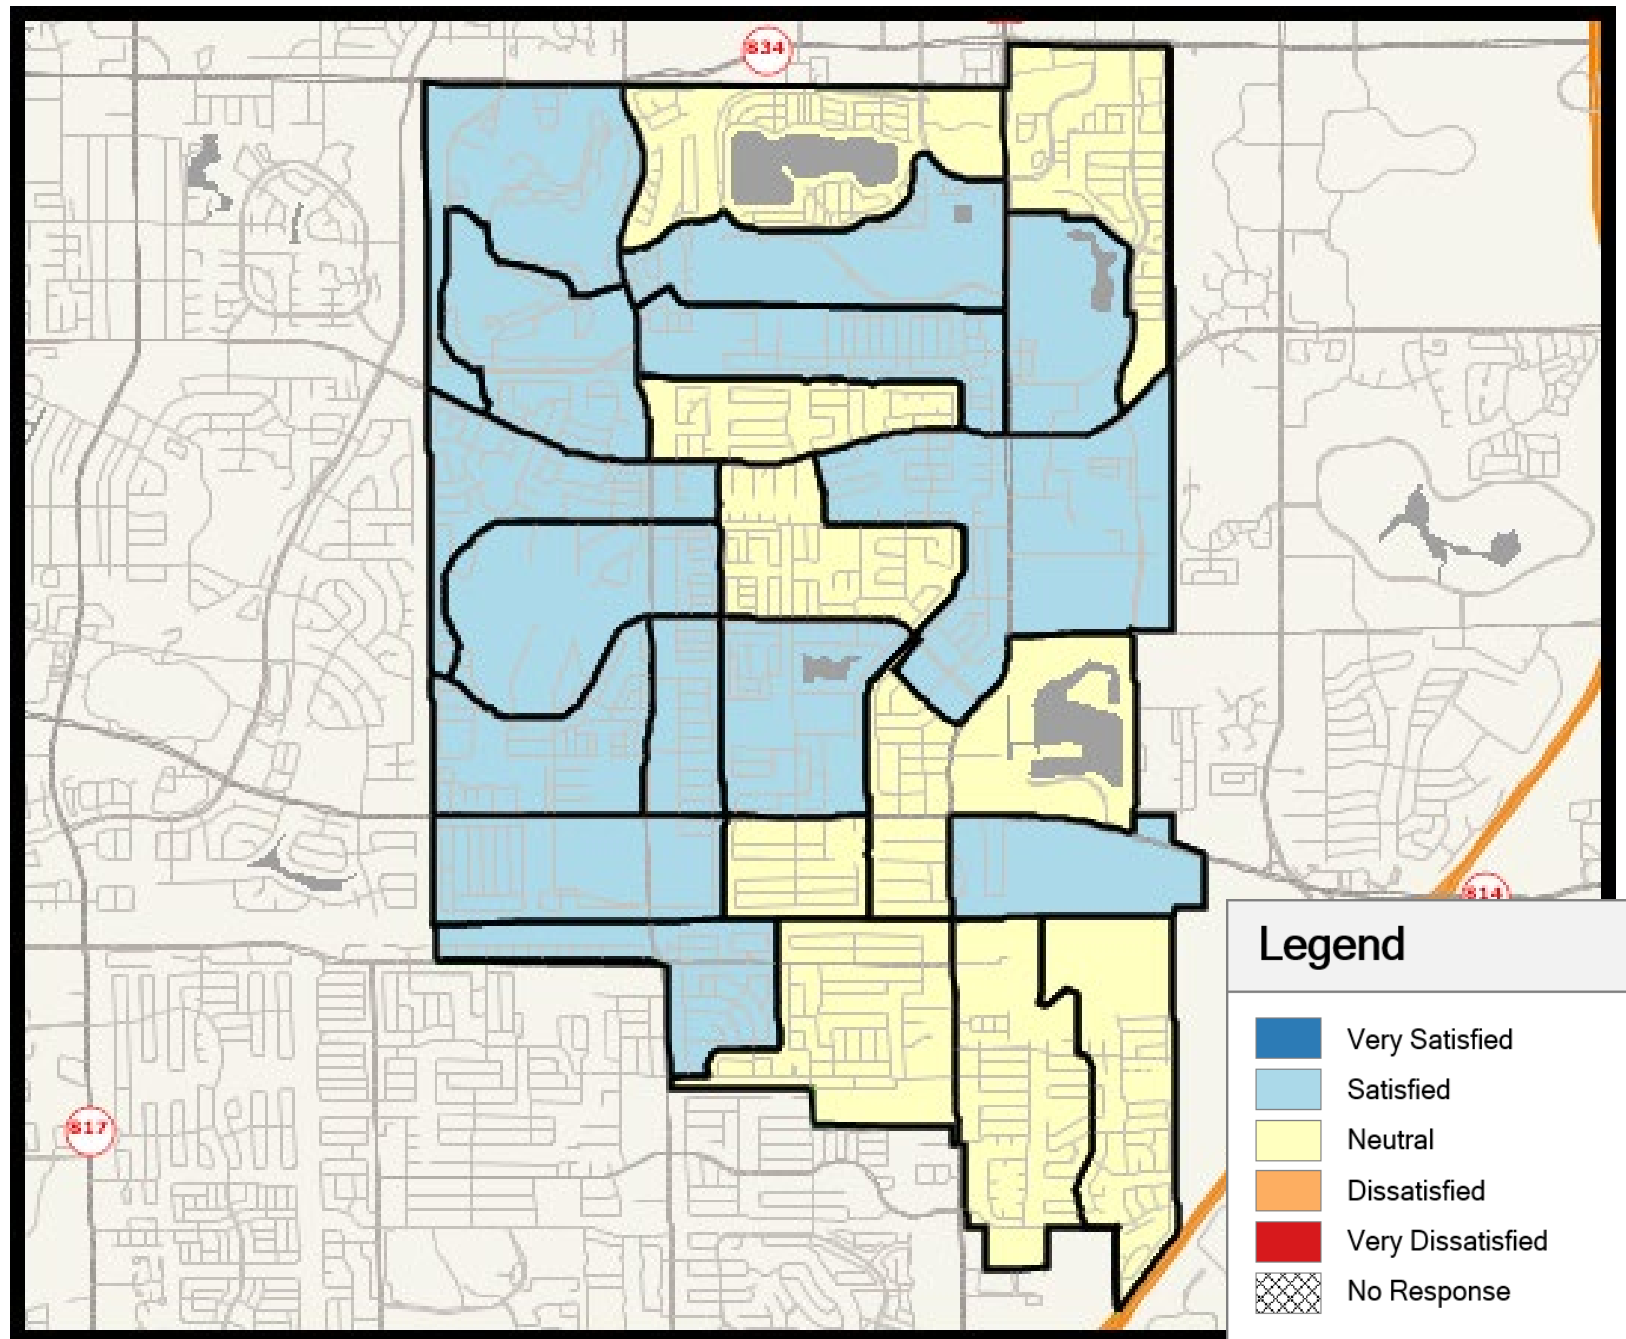 834
814
817
Legend
Very Satisfied
Satisfied
Neutral
Dissatisfied
Very Dissatisfied
No Response